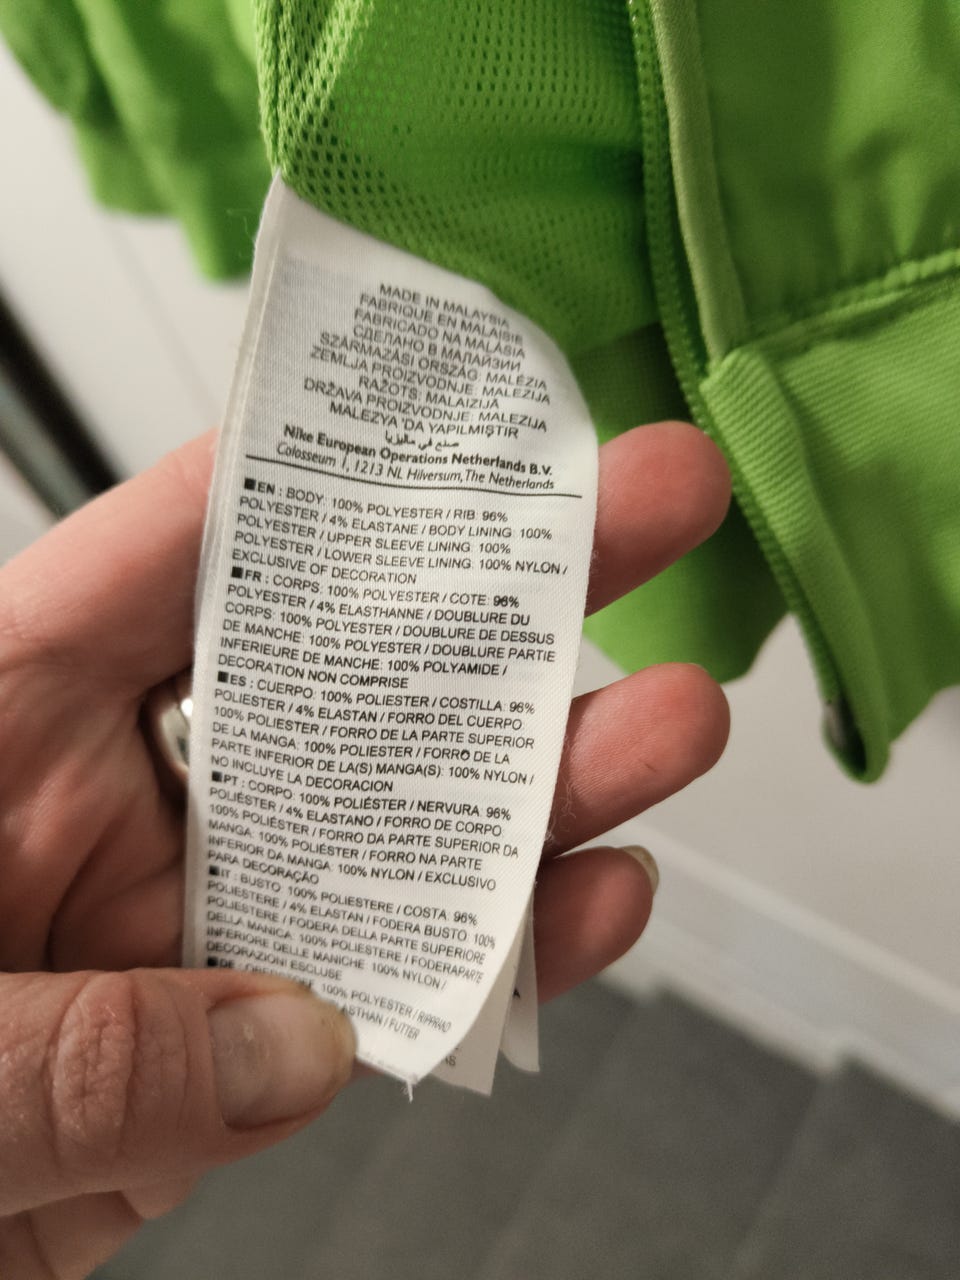 MADE IN MALAYSIA
FABRIQUE EN MALAISIE
FABRICADO NA MALÁSIA
СДЕЛАНО В МАЛАЙЗИИ
SZÁRMAZÁSI ORSZÁG: MALÉZIA
ZEMLJA PROIZVODNJE: MALEZIJA
RAŽOTS: MALAIZIJĀ
DRŽAVA PROIZVODNJE: MALEZIJA
MALEZYA 'DA YAPILMIŞTIR
صنع في ماليزيا
Nike European Operations Netherlands B.V.
Colosseum 1, 1213 NL Hilversum, The Netherlands
■EN : BODY: 100% POLYESTER / RIB: 96%
POLYESTER / 4% ELASTANE / BODY LINING: 100%
POLYESTER / UPPER SLEEVE LINING: 100%
POLYESTER / LOWER SLEEVE LINING: 100% NYLON /
EXCLUSIVE OF DECORATION
■FR : CORPS: 100% POLYESTER / COTE: 96%
POLYESTER / 4% ELASTHANNE / DOUBLURE DU
CORPS: 100% POLYESTER / DOUBLURE DE DESSUS
DE MANCHE: 100% POLYESTER / DOUBLURE PARTIE
INFERIEURE DE MANCHE: 100% POLYAMIDE /
DECORATION NON COMPRISE
■ES : CUERPO: 100% POLIESTER / COSTILLA: 96%
POLIESTER / 4% ELASTAN / FORRO DEL CUERPO:
100% POLIESTER / FORRO DE LA PARTE SUPERIOR
DE LA MANGA: 100% POLIESTER / FORRO DE LA
PARTE INFERIOR DE LA(S) MANGA(S): 100% NYLON /
NO INCLUYE LA DECORACION
■PT : CORPO: 100% POLIÉSTER / NERVURA: 96%
POLIÉSTER / 4% ELASTANO / FORRO DE CORPO:
100% POLIÉSTER / FORRO DA PARTE SUPERIOR DA
MANGA: 100% POLIÉSTER / FORRO NA PARTE
INFERIOR DA MANGA: 100% NYLON / EXCLUSIVO
PARA DECORAÇÃO
■IT : BUSTO: 100% POLIESTERE / COSTA: 96%
POLIESTERE / 4% ELASTAN / FODERA BUSTO: 100%
POLIESTERE / FODERA DELLA PARTE SUPERIORE
DELLA MANICA: 100% POLIESTERE / FODERAPARTE
INFERIORE DELLE MANICHE: 100% NYLON /
DECORAZIONI ESCLUSE
■DE : 100% POLYESTER /
/ FUTTER